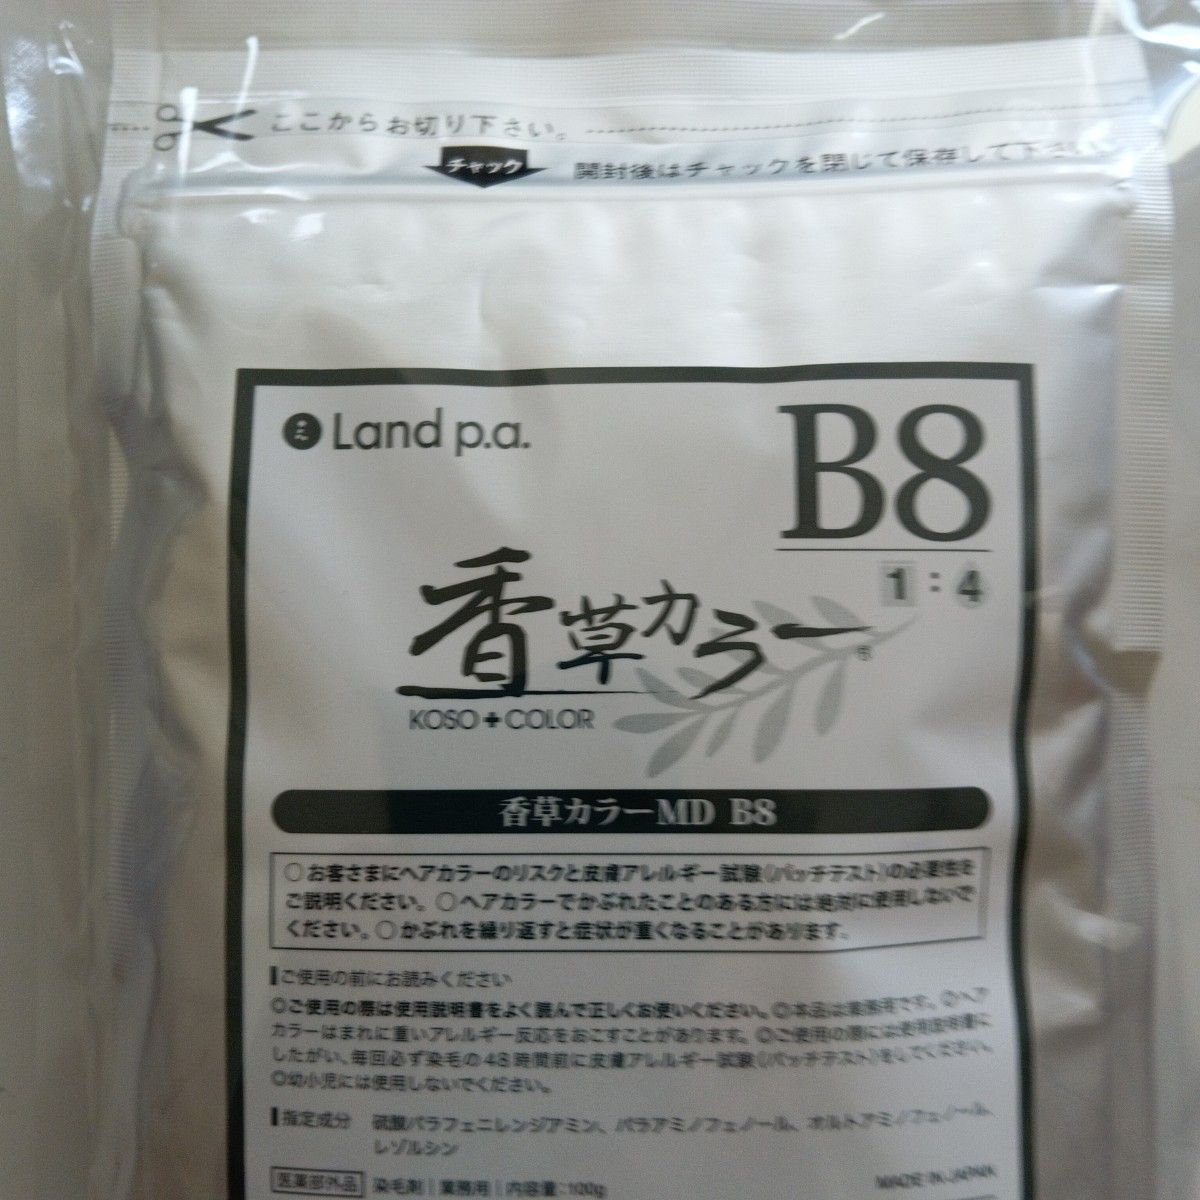 ここからお切り下さい。
チャック
開封後はチャックを閉じて保存して下さい。
Land p.a.
B8
1:4
香草カラー
®
KOSO+COLOR
香草カラーMD B8
○お客さまにヘアカラーのリスクと皮膚アレルギー試験(パッチテスト)の必要性を
ご説明ください。○ヘアカラーでかぶれたことのある方には絶対に使用しないで
ください。○かぶれを繰り返すと症状が重くなることがあります。
ご使用の前にお読みください
◎ご使用の際は使用説明書をよく読んで正しくお使いください。◎本品は業務用です。◎ヘア
カラーはまれに重いアレルギー反応をおこすことがあります。◎ご使用の際には使用説明書に
したがい、毎回必ず染毛の48時間前に皮膚アレルギー試験(パッチテスト)をしてください。
◎幼小児には使用しないでください。
指定成分 硫酸パラフェニレンジアミン、パラアミノフェノール、オルトアミノフェノール、
レゾルシン
医薬部外品 染毛剤|業務用|内容量:100g
MADE IN JAPAN